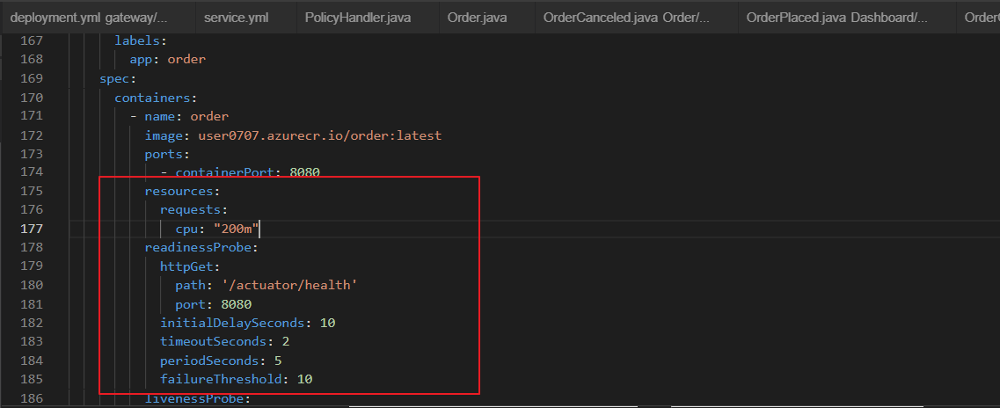 deployment.yml gateway/... service.yml PolicyHandler.java Order.java OrderCanceled.java Order/... OrderPlaced.java Dashboard/...
167 labels:
168 app: order
169 spec:
170 containers:
171 - name: order
172 image: user0707.azurecr.io/order:latest
173 ports:
174 - containerPort: 8080
175 resources:
176 requests:
177 cpu: "200m"
178 readinessProbe:
179 httpGet:
180 path: '/actuator/health'
181 port: 8080
182 initialDelaySeconds: 10
183 timeoutSeconds: 2
184 periodSeconds: 5
185 failureThreshold: 10
186 livenessProbe: